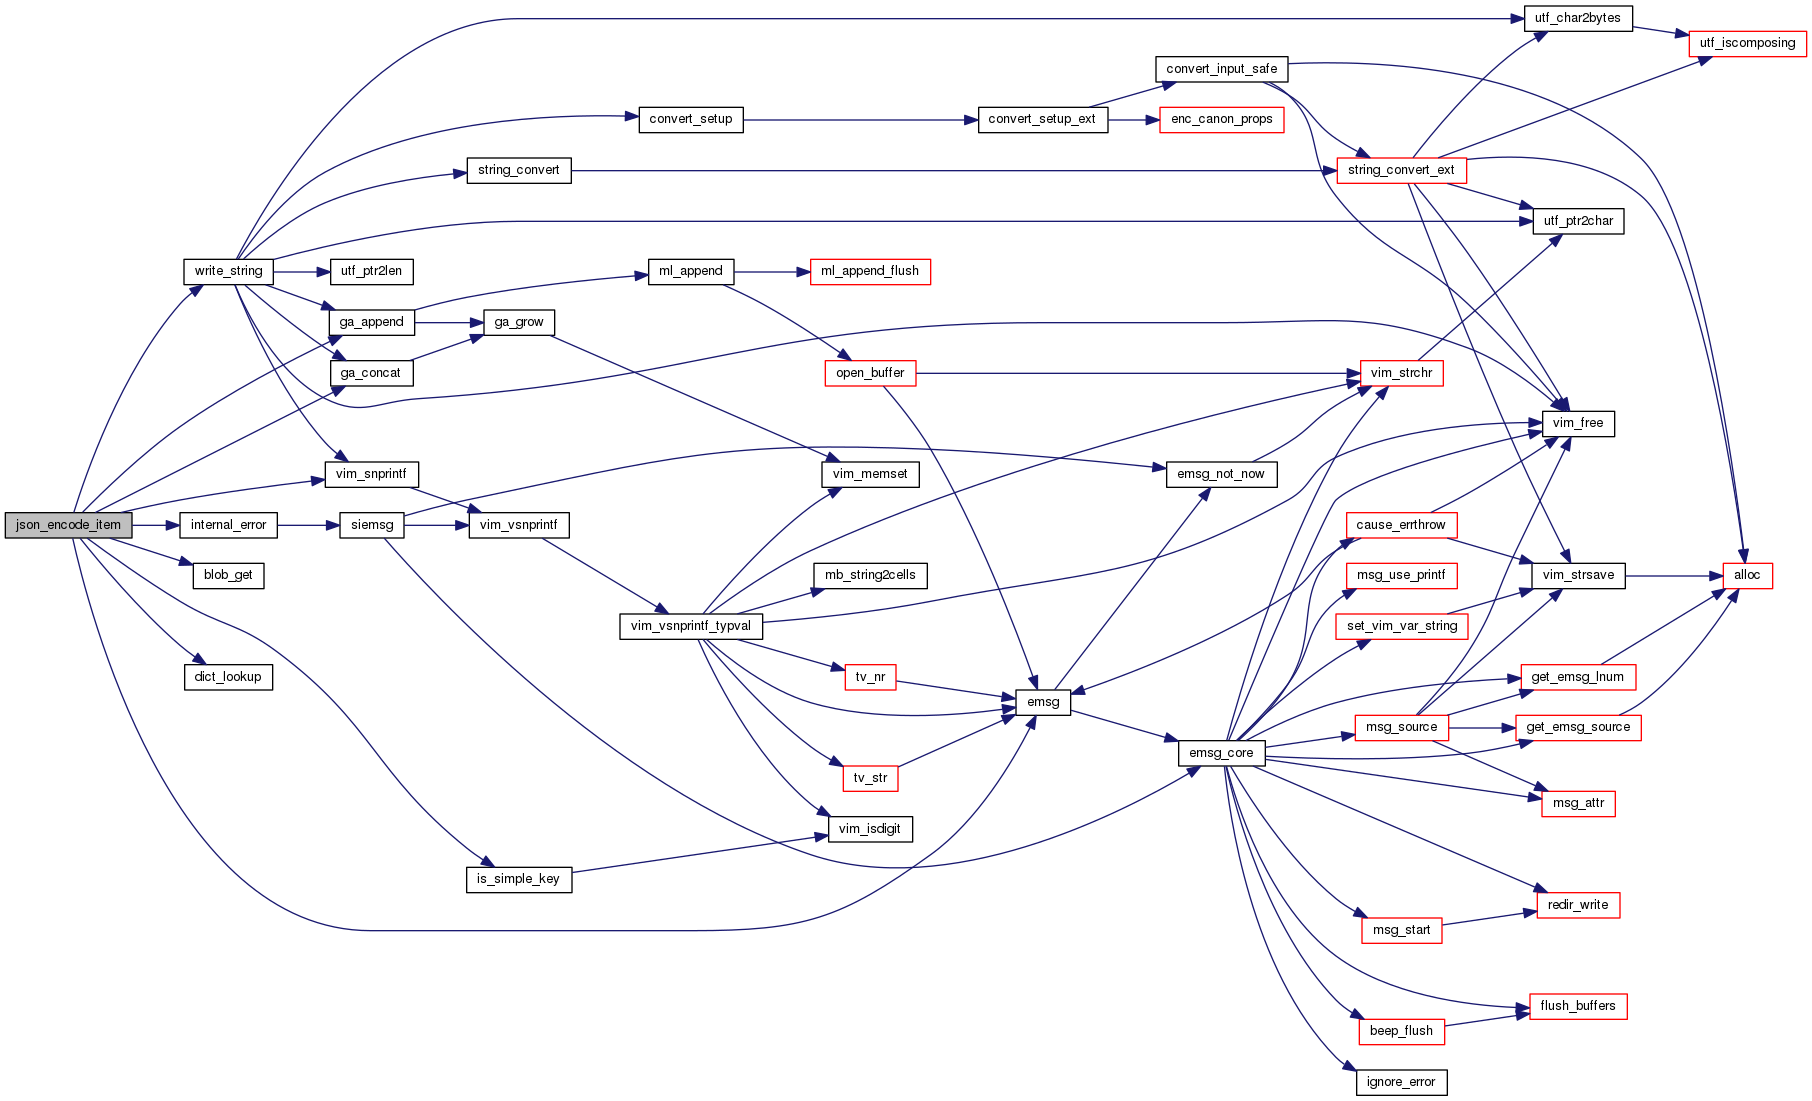 utf_char2bytes
utf_iscomposing
convert_input_safe
convert_setup
convert_setup_ext
enc_canon_props
string_convert
string_convert_ext
utf_ptr2char
write_string
utf_ptr2len
ml_append
ml_append_flush
ga_append
ga_grow
ga_concat
open_buffer
vim_strchr
vim_free
vim_snprintf
vim_memset
emsg_not_now
json_encode_item
internal_error
siemsg
vim_vsnprintf
cause_errthrow
blob_get
mb_string2cells
msg_use_printf
vim_strsave
alloc
vim_vsnprintf_typval
set_vim_var_string
dict_lookup
tv_nr
get_emsg_lnum
emsg
msg_source
get_emsg_source
emsg_core
tv_str
msg_attr
vim_isdigit
is_simple_key
redir_write
msg_start
flush_buffers
beep_flush
ignore_error